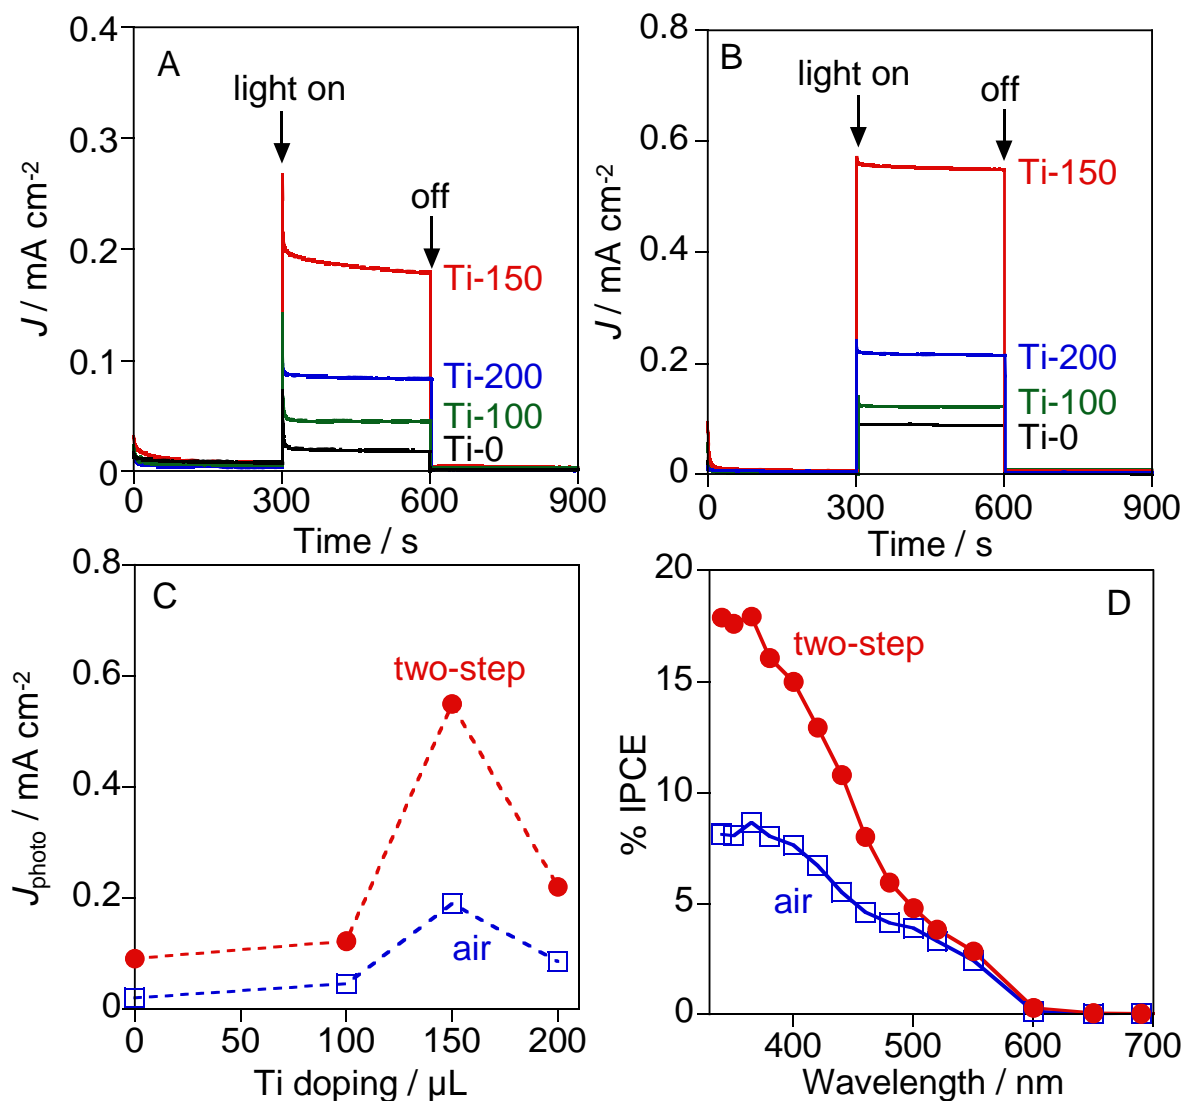 A
light on
off
Ti-150
Ti-200
Ti-100
Ti-0
0.4
0.3
0.2
0.1
0
J / mA cm-2
0 300 600 900
Time / s
B
light on
off
Ti-150
Ti-200
Ti-100
Ti-0
0.8
0.6
0.4
0.2
0
J / mA cm-2
0 300 600 900
Time / s
C
two-step
air
0.8
0.6
0.4
0.2
0
Jphoto / mA cm-2
0 50 100 150 200
Ti doping / µL
D
two-step
air
20
15
10
5
0
% IPCE
400 500 600 700
Wavelength / nm